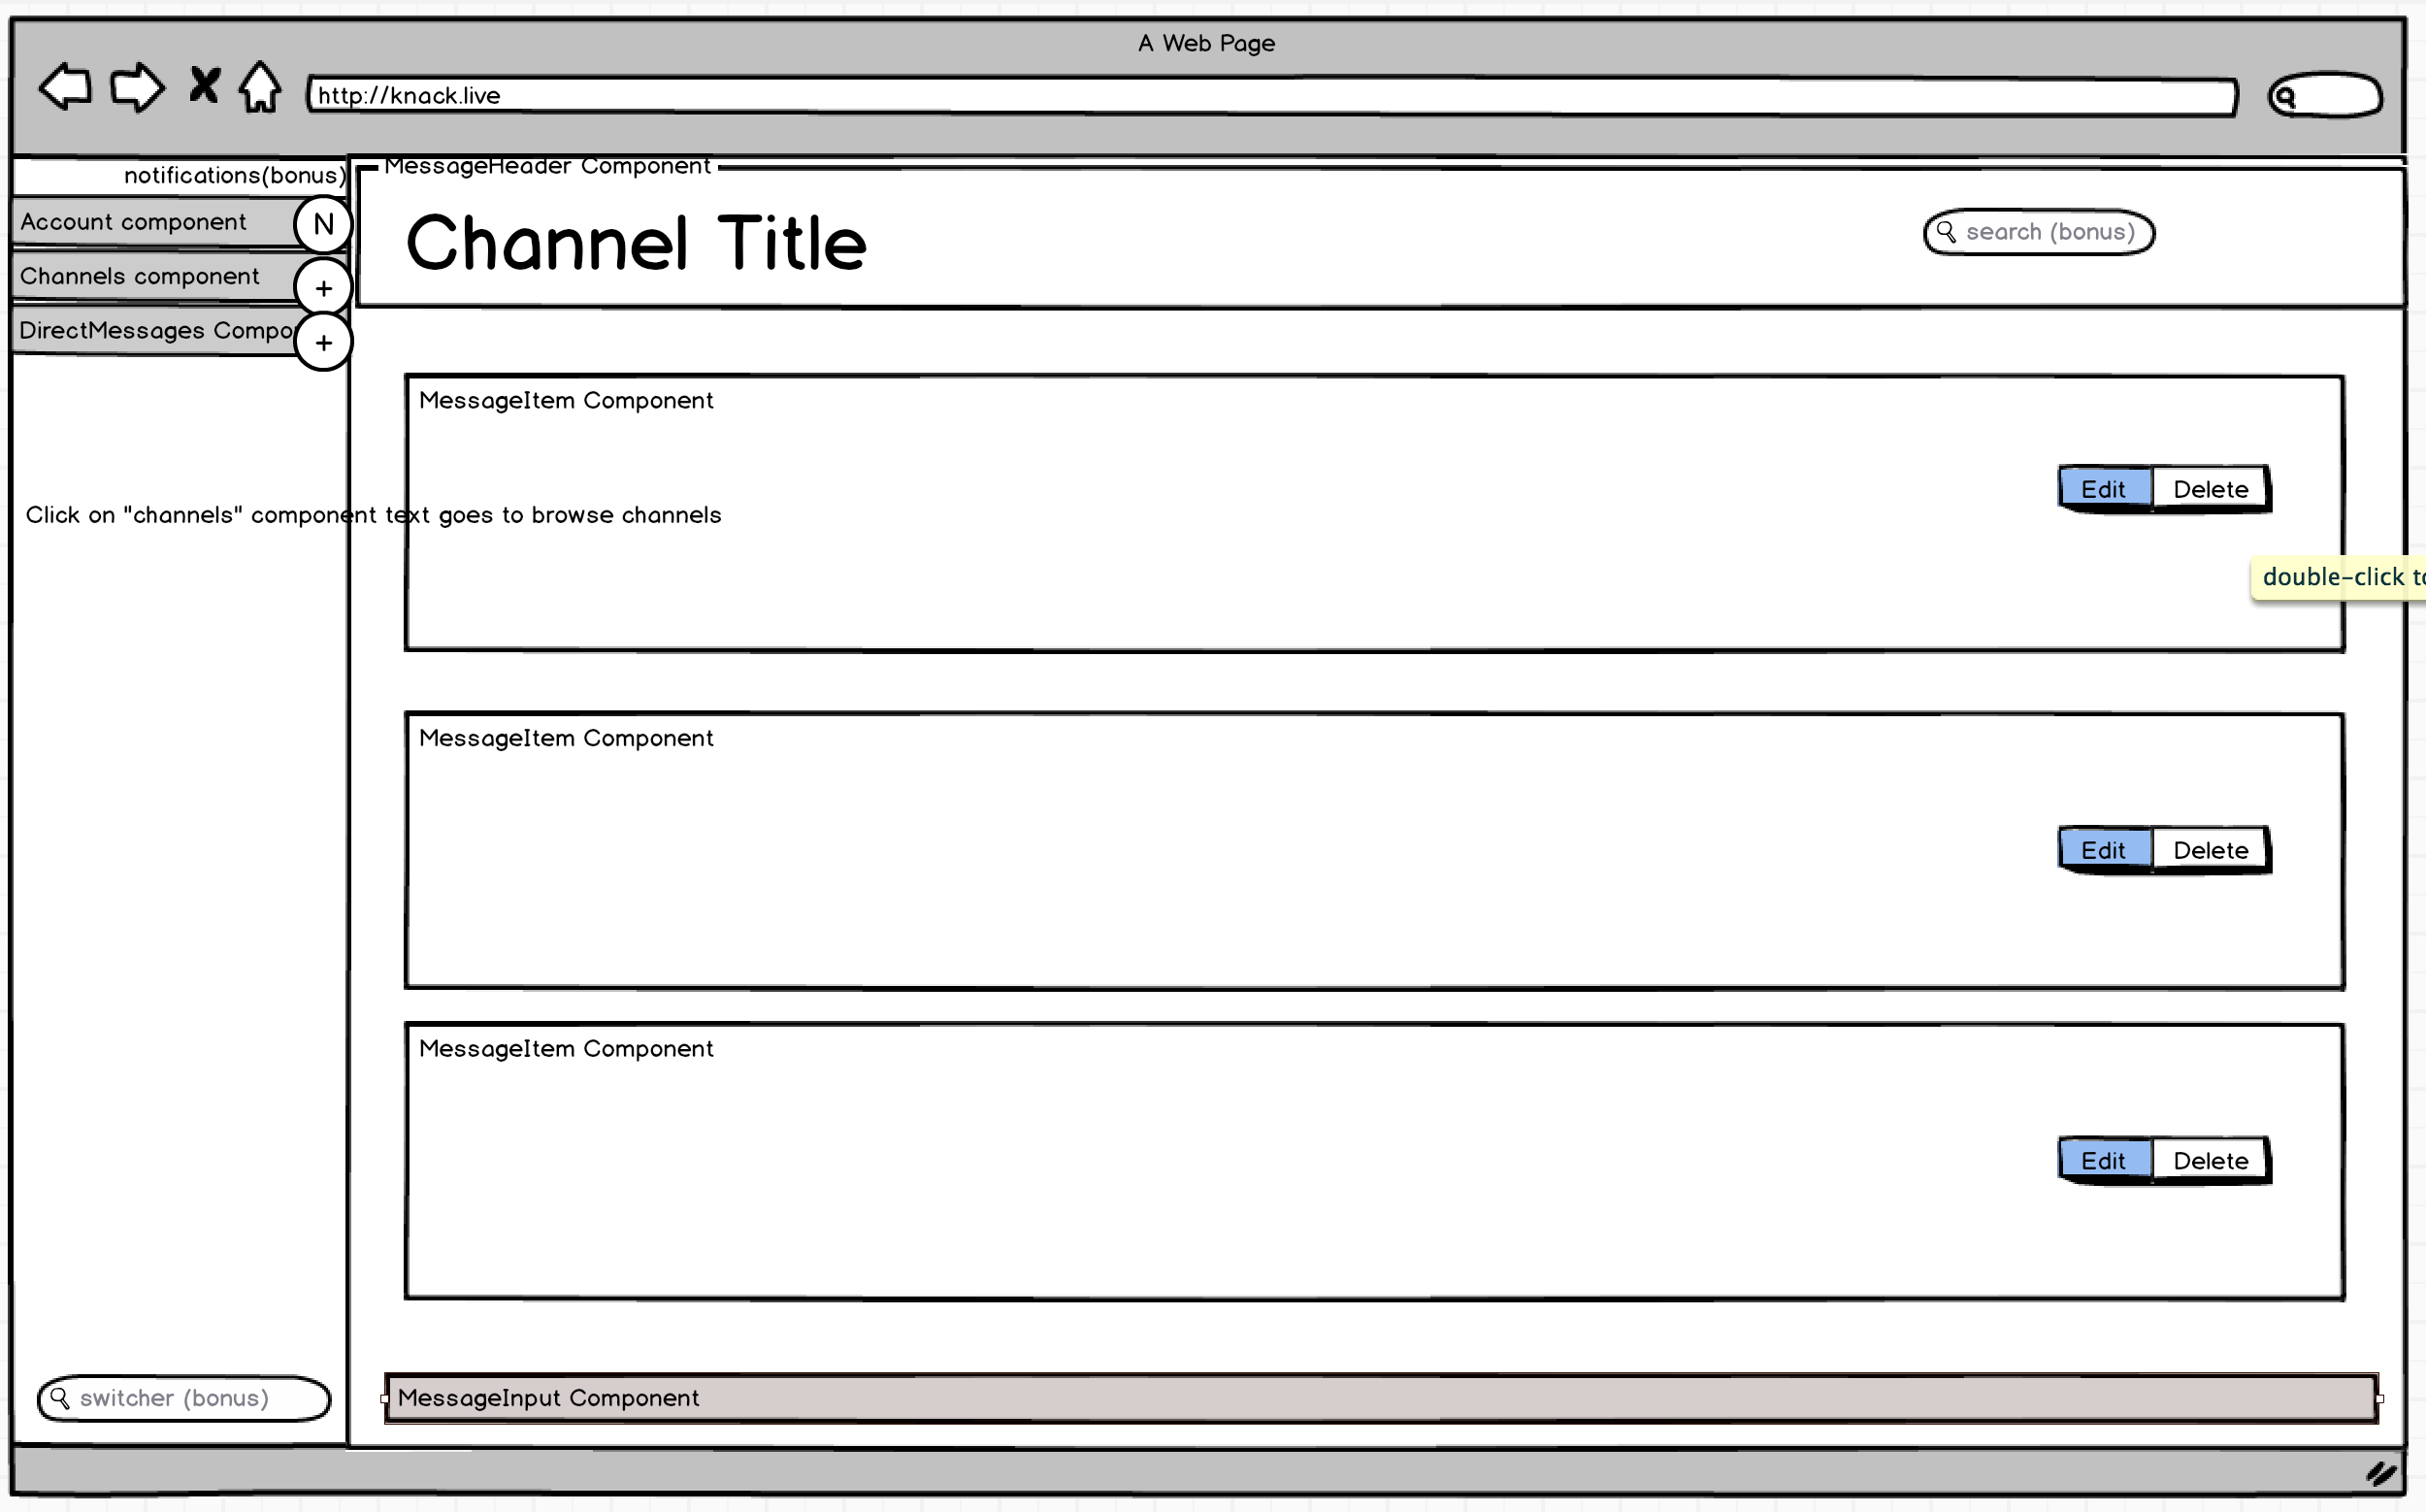 A Web Page
http://knack.live
notifications(bonus)
MessageHeader Component
Account component
N
Channel Title
search (bonus)
Channels component
+
DirectMessages Compo
+
MessageItem Component
Edit
Delete
Click on "channels" component text goes to browse channels
double-click to
MessageItem Component
Edit
Delete
MessageItem Component
Edit
Delete
switcher (bonus)
MessageInput Component